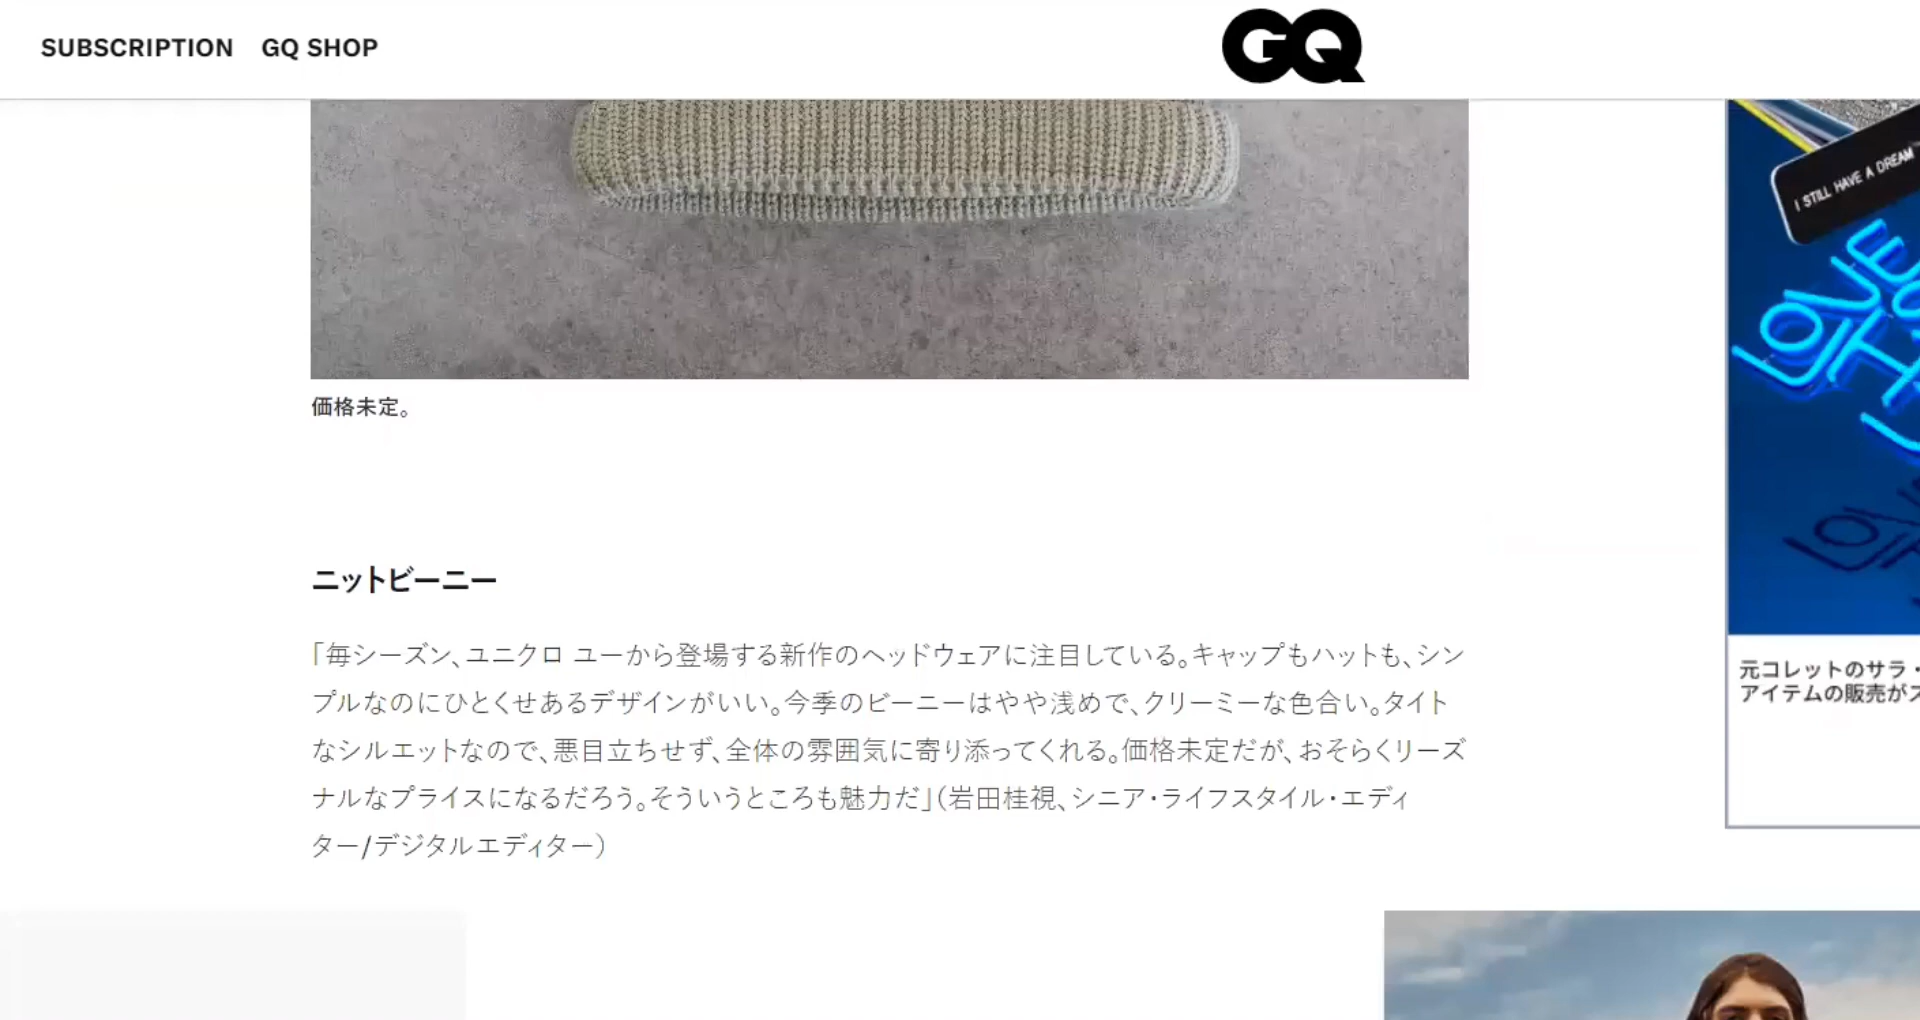 SUBSCRIPTION GQ SHOP
GQ
I STILL HAVE A DREAM
価格未定。
ニットビーニー
「毎シーズン、ユニクロ ユーから登場する新作のヘッドウェアに注目している。キャップもハットも、シン
プルなのにひとくせあるデザインがいい。今季のビーニーはやや浅めで、クリーミーな色合い。タイト
なシルエットなので、悪目立ちせず、全体の雰囲気に寄り添ってくれる。価格未定だが、おそらくリーズ
ナルなプライスになるだろう。そういうところも魅力だ」（岩田桂視、シニア・ライフスタイル・エディ
ター/デジタルエディター）
元コレットのサラ・
アイテムの販売がス